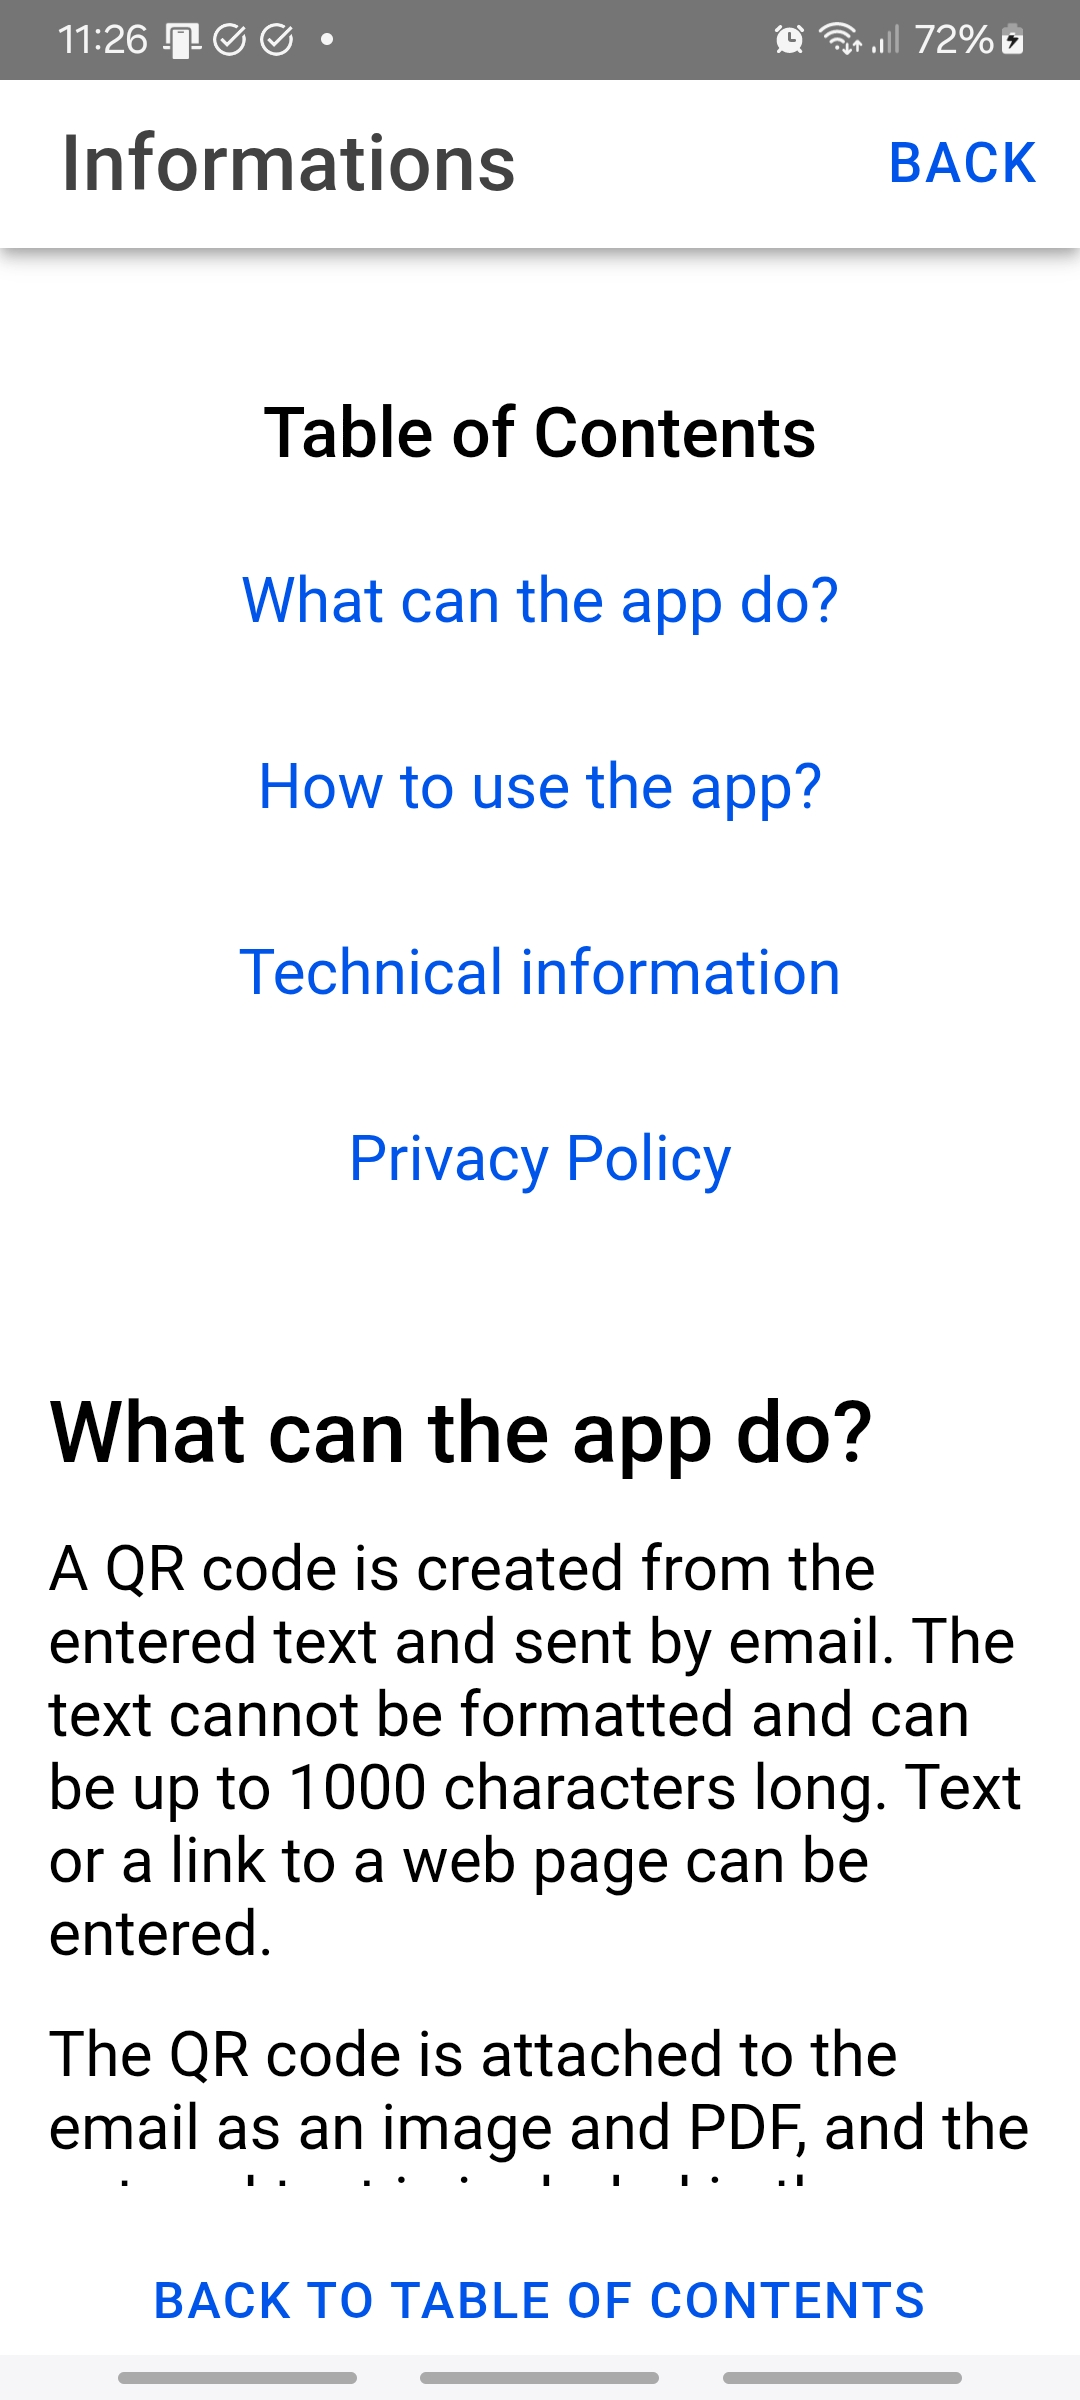 11:26
72%
Informations
BACK
Table of Contents
What can the app do?
How to use the app?
Technical information
Privacy Policy
What can the app do?
A QR code is created from the
entered text and sent by email. The
text cannot be formatted and can
be up to 1000 characters long. Text
or a link to a web page can be
entered.
The QR code is attached to the
email as an image and PDF, and the
BACK TO TABLE OF CONTENTS